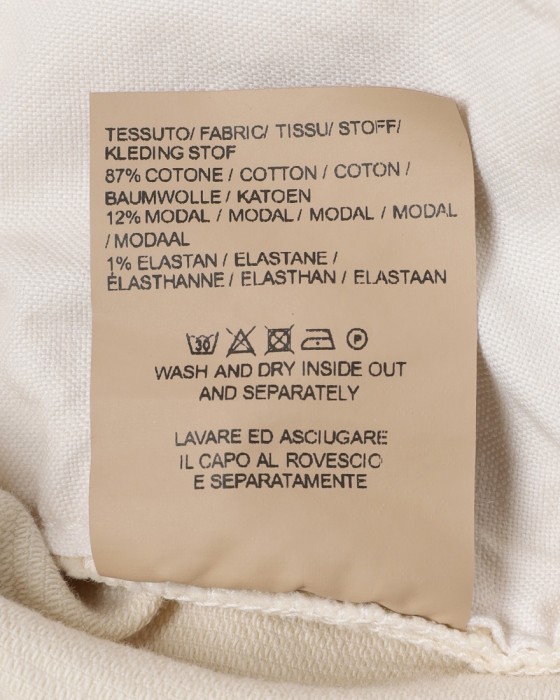 TESSUTO/ FABRIC/ TISSU/ STOFF/
KLEDING STOF
87% COTONE / COTTON / COTON /
BAUMWOLLE / KATOEN
12% MODAL / MODAL / MODAL / MODAL
/ MODAAL
1% ELASTAN / ELASTANE /
ÉLASTHANNE / ELASTHAN / ELASTAAN
30 P
WASH AND DRY INSIDE OUT
AND SEPARATELY
LAVARE ED ASCIUGARE
IL CAPO AL ROVESCIO
E SEPARATAMENTE